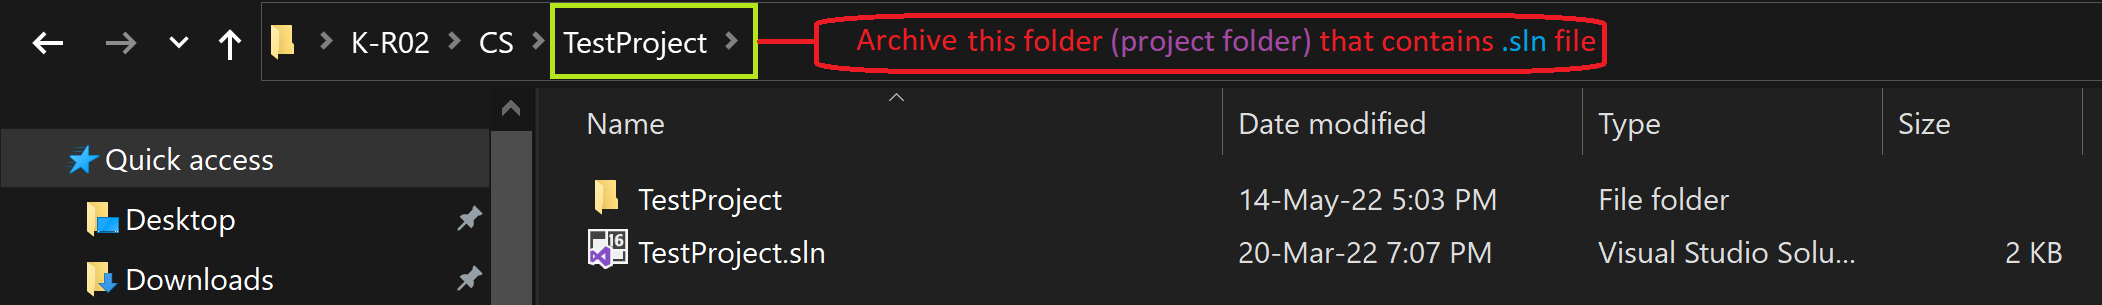 K-R02 CS TestProject Archive this folder (project folder) that contains .sln file
Name Date modified Type Size
Quick access
TestProject 14-May-22 5:03 PM File folder
Desktop
16
TestProject.sln 20-Mar-22 7:07 PM Visual Studio Solu... 2 KB
Downloads